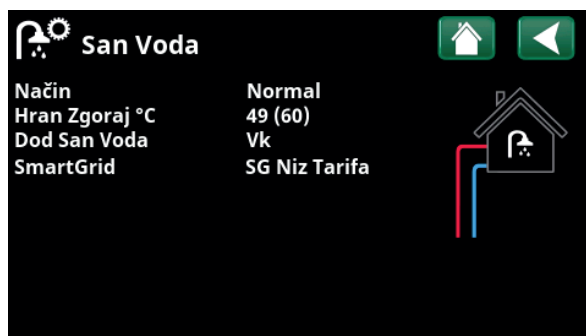 San Voda
Način Normal
Hran Zgoraj °C 49 (60)
Dod San Voda Vk
SmartGrid SG Niz Tarifa